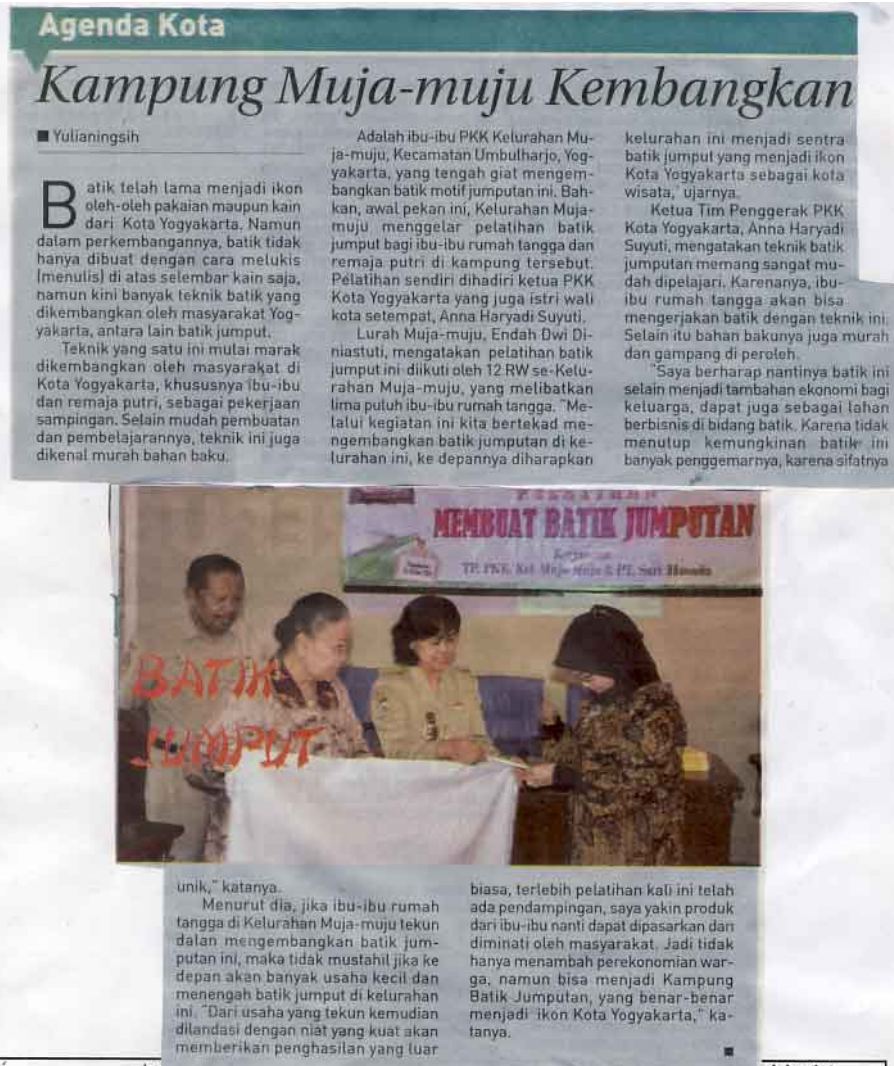 Agenda Kota
Kampung Muja-muju Kembangkan
■ Yulianingsih
Batik telah lama menjadi ikon
oleh-oleh pakaian maupun kain
dari Kota Yogyakarta. Namun
dalam perkembangannya, batik tidak
hanya dibuat dengan cara melukis
(menulis) di atas selembar kain saja,
namun kini banyak teknik batik yang
dikembangkan oleh masyarakat Yog-
yakarta, antara lain batik jumput.
Teknik yang satu ini mulai marak
dikembangkan oleh masyarakat di
Kota Yogyakarta, khususnya ibu-ibu
dan remaja putri, sebagai pekerjaan
sampingan. Selain mudah pembuatan
dan pembelajarannya, teknik ini juga
dikenal murah bahan baku.
Adalah ibu-ibu PKK Kelurahan Mu-
ja-muju, Kecamatan Umbulharjo, Yog-
yakarta, yang tengah giat mengem-
bangkan batik motif jumputan ini. Bah-
kan, awal pekan ini, Kelurahan Muja-
muju menggelar pelatihan batik
jumput bagi ibu-ibu rumah tangga dan
remaja putri di kampung tersebut.
Pelatihan sendiri dihadiri ketua PKK
Kota Yogyakarta yang juga istri wali
kota setempat, Anna Haryadi Suyuti.
Lurah Muja-muju, Endah Dwi Di-
niastuti, mengatakan pelatihan batik
jumput ini diikuti oleh 12 RW se-Kelu-
rahan Muja-muju, yang melibatkan
lima puluh ibu-ibu rumah tangga. "Me-
lalui kegiatan ini kita bertekad me-
ngembangkan batik jumputan di ke-
lurahan ini, ke depannya diharapkan
kelurahan ini menjadi sentra
batik jumput yang menjadi ikon
Kota Yogyakarta sebagai kota
wisata,' ujarnya.
Ketua Tim Penggerak PKK
Kota Yogyakarta, Anna Haryadi
Suyuti, mengatakan teknik batik
jumputan memang sangat mu-
dah dipelajari. Karenanya, ibu-
ibu rumah tangga akan bisa
mengerjakan batik dengan teknik ini.
Selain itu bahan bakunya juga murah
dan gampang di peroleh.
"Saya berharap nantinya batik ini
selain menjadi tambahan ekonomi bagi
keluarga, dapat juga sebagai lahan
berbisnis di bidang batik. Karena tidak
menutup kemungkinan batik ini
banyak penggemarnya, karena sifatnya
PELATIHAN
MEMBUAT BATIK JUMPUTAN
Kerjasama
TP. PKK. Kel Muja-Muja & PT. Sari Husada
BATIK
JUMPUT
unik," katanya.
Menurut dia, jika ibu-ibu rumah
tangga di Kelurahan Muja-muju tekun
dalan mengembangkan batik jum-
putan ini, maka tidak mustahil jika ke
depan akan banyak usaha kecil dan
menengah batik jumput di kelurahan
ini. "Dari usaha yang tekun kemudian
dilandasi dengan niat yang kuat akan
memberikan penghasilan yang luar
biasa, terlebih pelatihan kali ini telah
ada pendampingan, saya yakin produk
dari ibu-ibu nanti dapat dipasarkan dan
diminati oleh masyarakat. Jadi tidak
hanya menambah perekonomian war-
ga, namun bisa menjadi Kampung
Batik Jumputan, yang benar-benar
menjadi ikon Kota Yogyakarta," ka-
tanya.
■